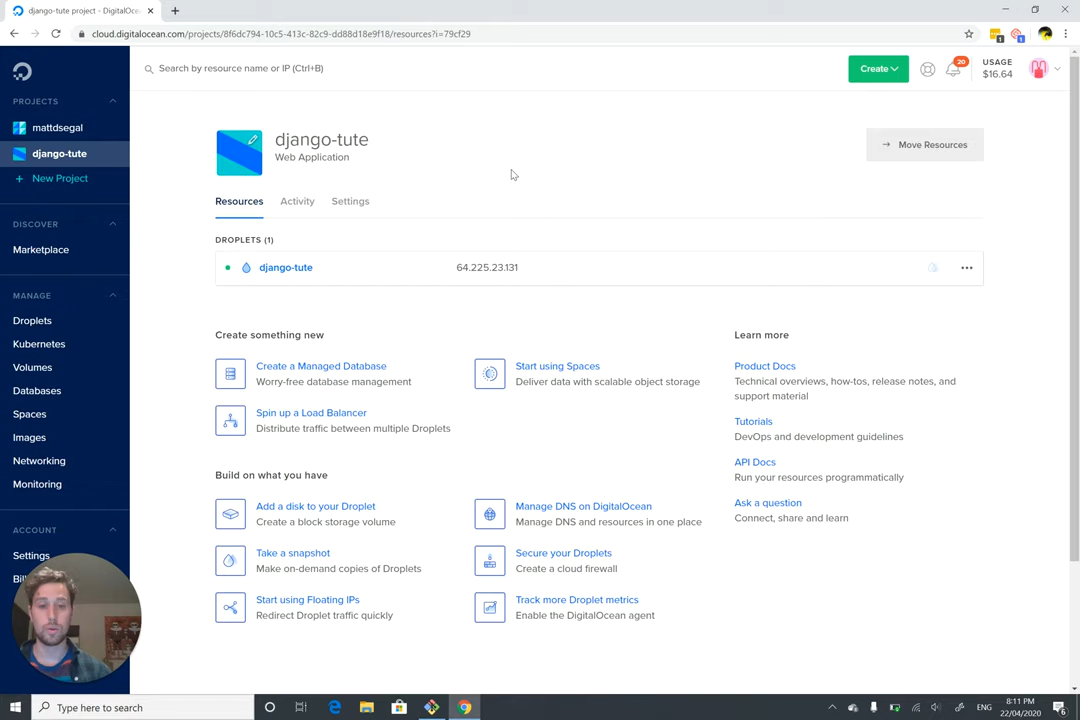 django-tute project - DigitalOce
cloud.digitalocean.com/projects/8f6dc794-10c5-413c-82c9-dd88d18e9f18/resources?i=79cf29
1
1
PROJECTS
mattdsegal
django-tute
+ New Project
DISCOVER
Marketplace
MANAGE
Droplets
Kubernetes
Volumes
Databases
Spaces
Images
Networking
Monitoring
ACCOUNT
Settings
Search by resource name or IP (Ctrl+B)
Create
20
USAGE
$16.64
django-tute
Web Application
Move Resources
Resources
Activity
Settings
DROPLETS (1)
django-tute
64.225.23.131
Create something new
Create a Managed Database
Worry-free database management
Start using Spaces
Deliver data with scalable object storage
Spin up a Load Balancer
Distribute traffic between multiple Droplets
Build on what you have
Add a disk to your Droplet
Create a block storage volume
Manage DNS on DigitalOcean
Manage DNS and resources in one place
Take a snapshot
Make on-demand copies of Droplets
Secure your Droplets
Create a cloud firewall
Start using Floating IPs
Redirect Droplet traffic quickly
Track more Droplet metrics
Enable the DigitalOcean agent
Learn more
Product Docs
Technical overviews, how-tos, release notes, and
support material
Tutorials
DevOps and development guidelines
API Docs
Run your resources programmatically
Ask a question
Connect, share and learn
Type here to search
ENG
8:11 PM
22/04/2020
6